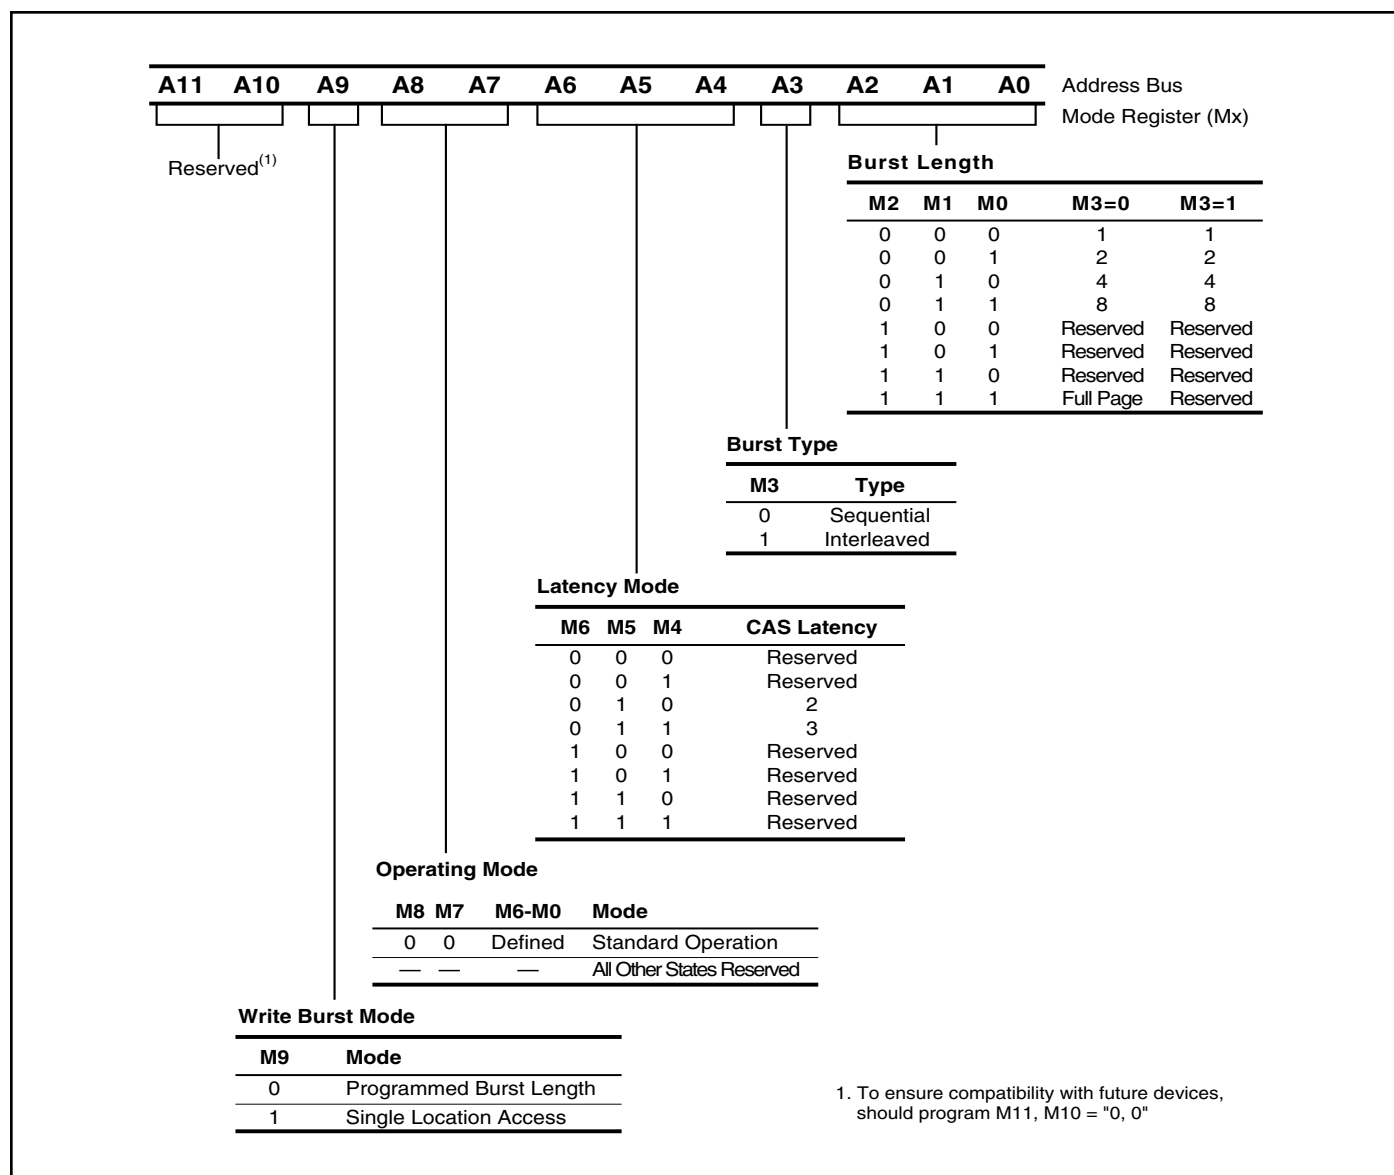 A11 A10 A9 A8 A7 A6 A5 A4 A3 A2 A1 A0 Address Bus
Mode Register (Mx)
Reserved(1)
Burst Length
M2 M1 M0 M3=0 M3=1
0 0 0 1 1
0 0 1 2 2
0 1 0 4 4
0 1 1 8 8
1 0 0 Reserved Reserved
1 0 1 Reserved Reserved
1 1 0 Reserved Reserved
1 1 1 Full Page Reserved
Burst Type
M3 Type
0 Sequential
1 Interleaved
Latency Mode
M6 M5 M4 CAS Latency
0 0 0 Reserved
0 0 1 Reserved
0 1 0 2
0 1 1 3
1 0 0 Reserved
1 0 1 Reserved
1 1 0 Reserved
1 1 1 Reserved
Operating Mode
M8 M7 M6-M0 Mode
0 0 Defined Standard Operation
— — — All Other States Reserved
Write Burst Mode
M9 Mode
0 Programmed Burst Length
1 Single Location Access
1. To ensure compatibility with future devices,
should program M11, M10 = "0, 0"